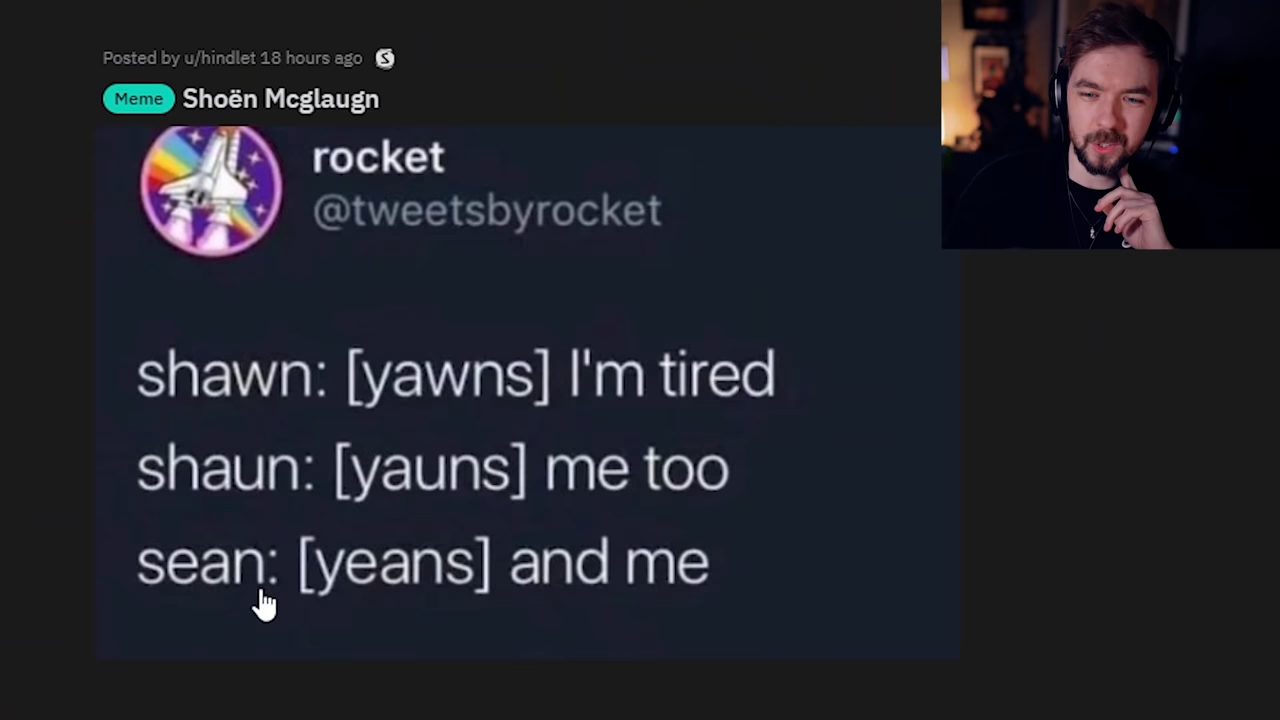 Posted by u/hindlet 18 hours ago
Meme Shoën Mcglaugn
rocket
@tweetsbyrocket
shawn: [yawns] I'm tired
shaun: [yauns] me too
sean: [yeans] and me